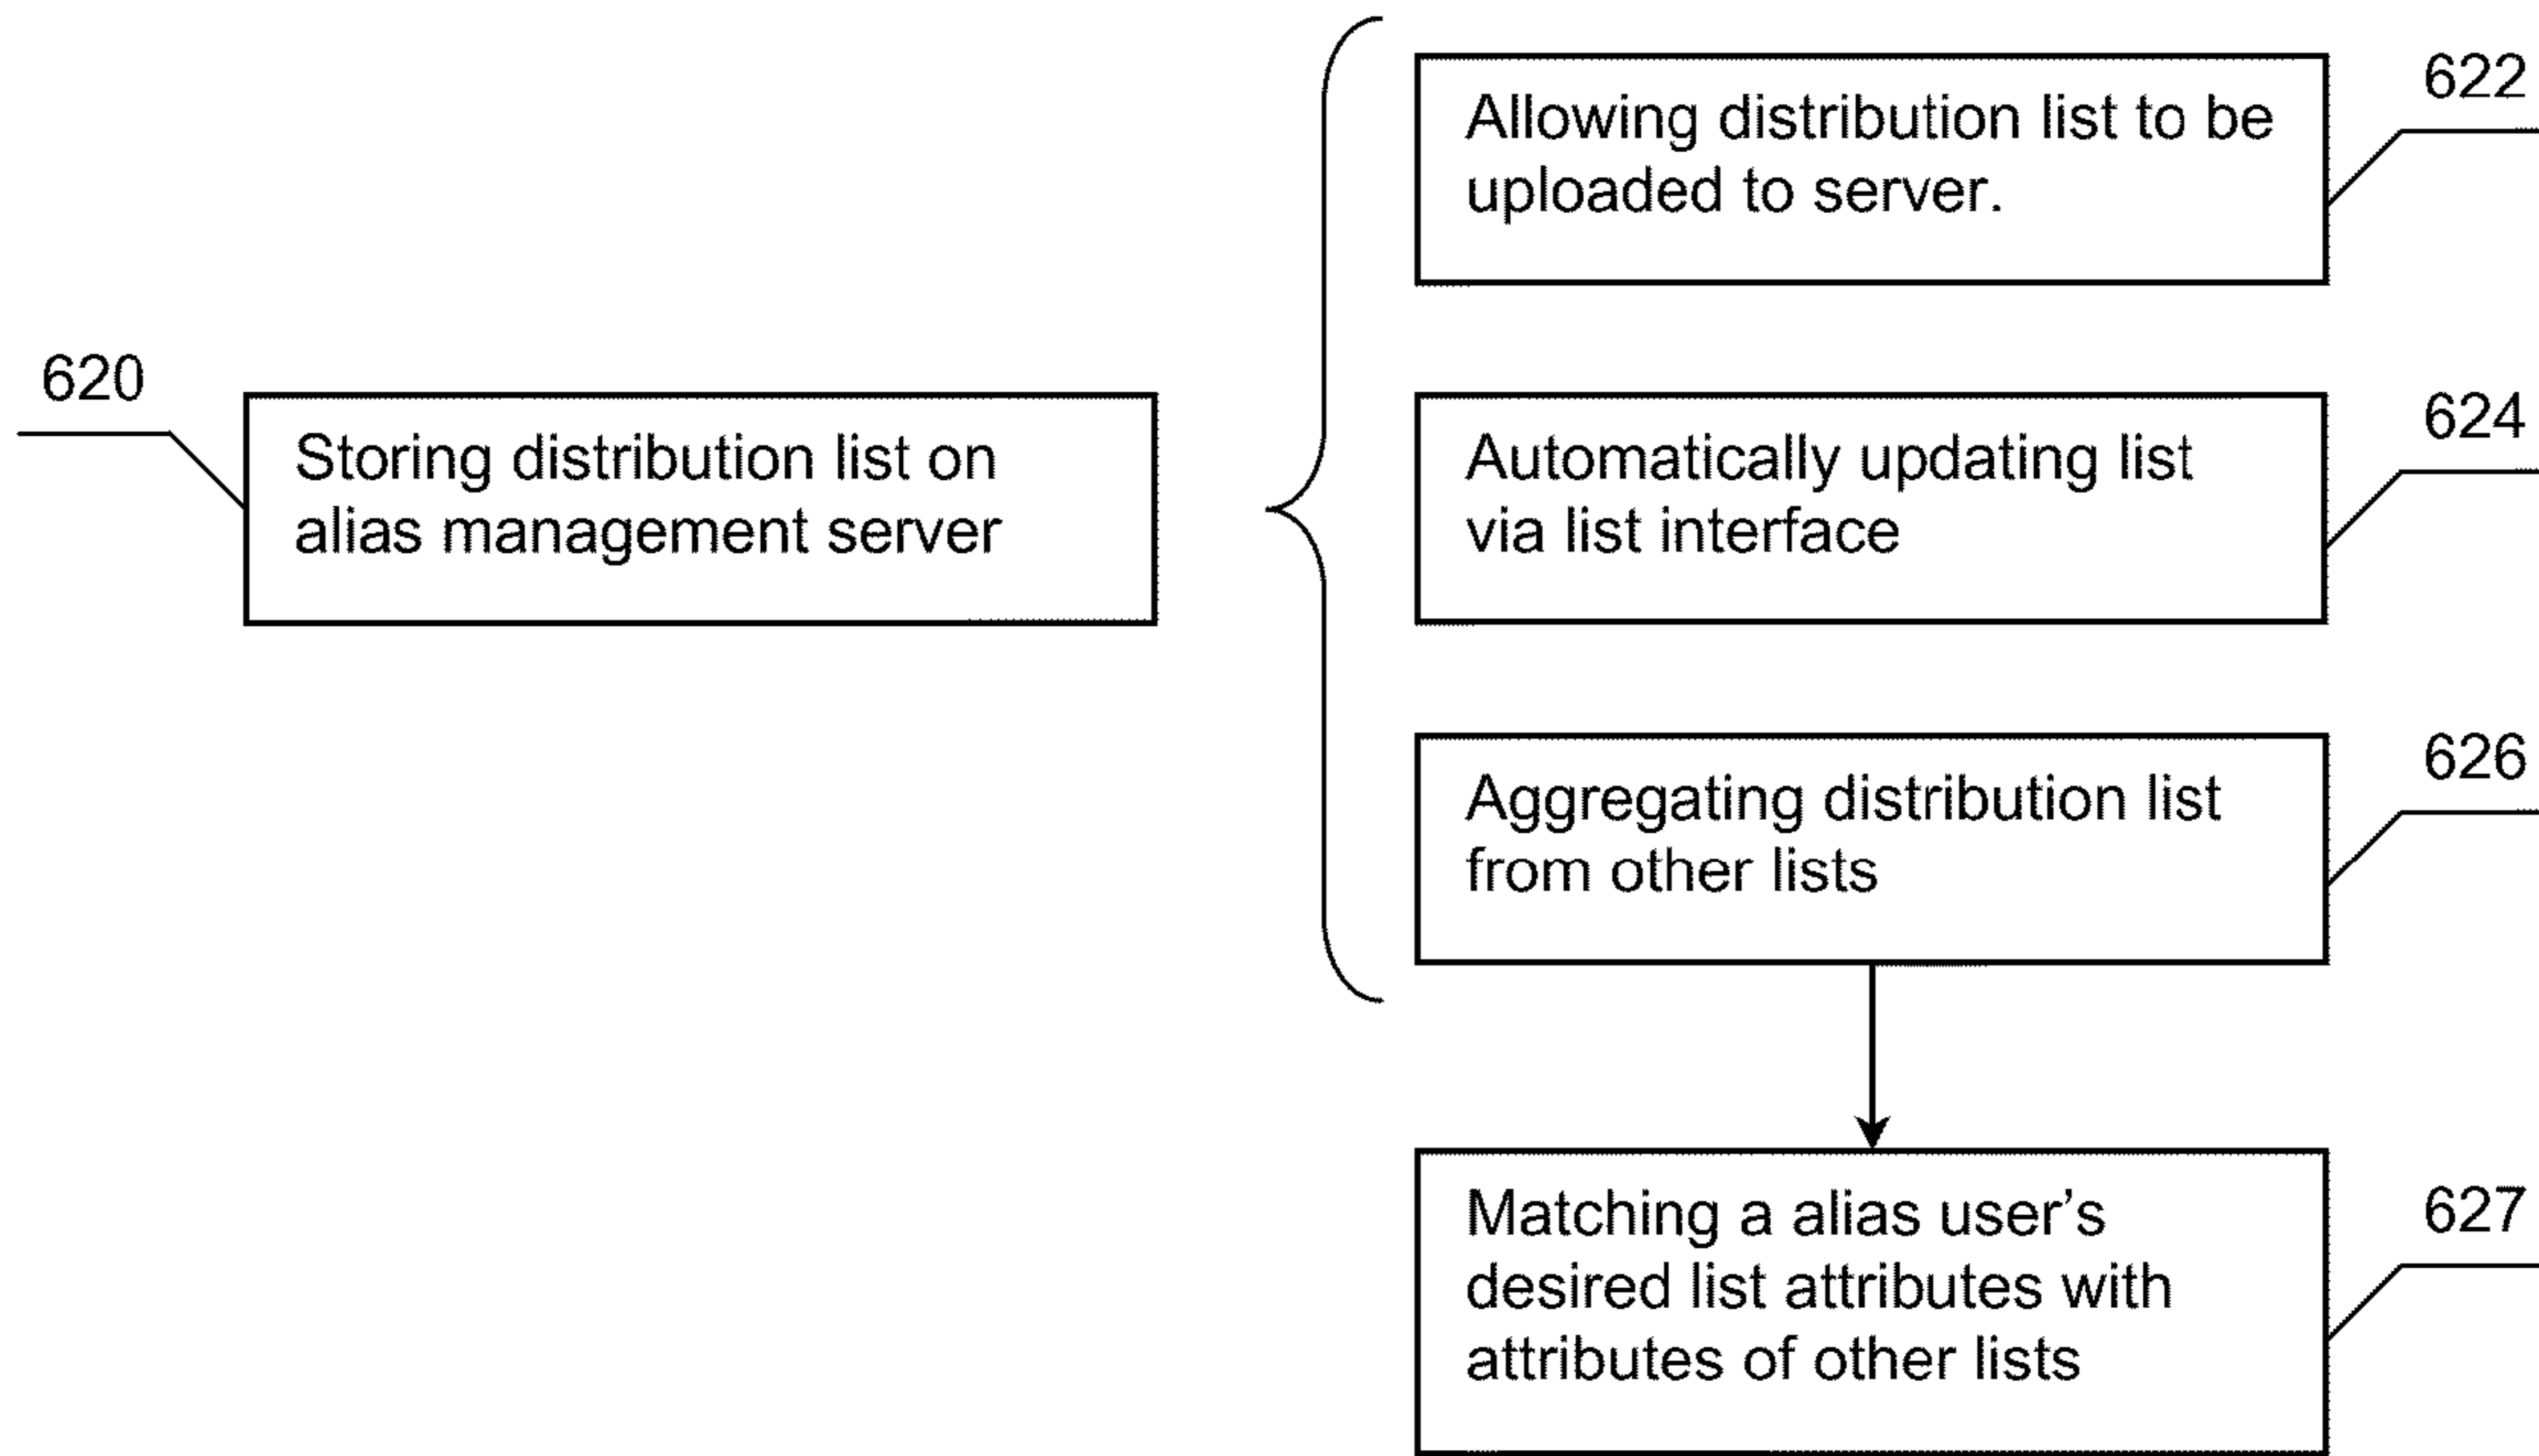 622
Allowing distribution list to be
uploaded to server.
620
Storing distribution list on
alias management server
624
Automatically updating list
via list interface
626
Aggregating distribution list
from other lists
627
Matching a alias user’s
desired list attributes with
attributes of other lists